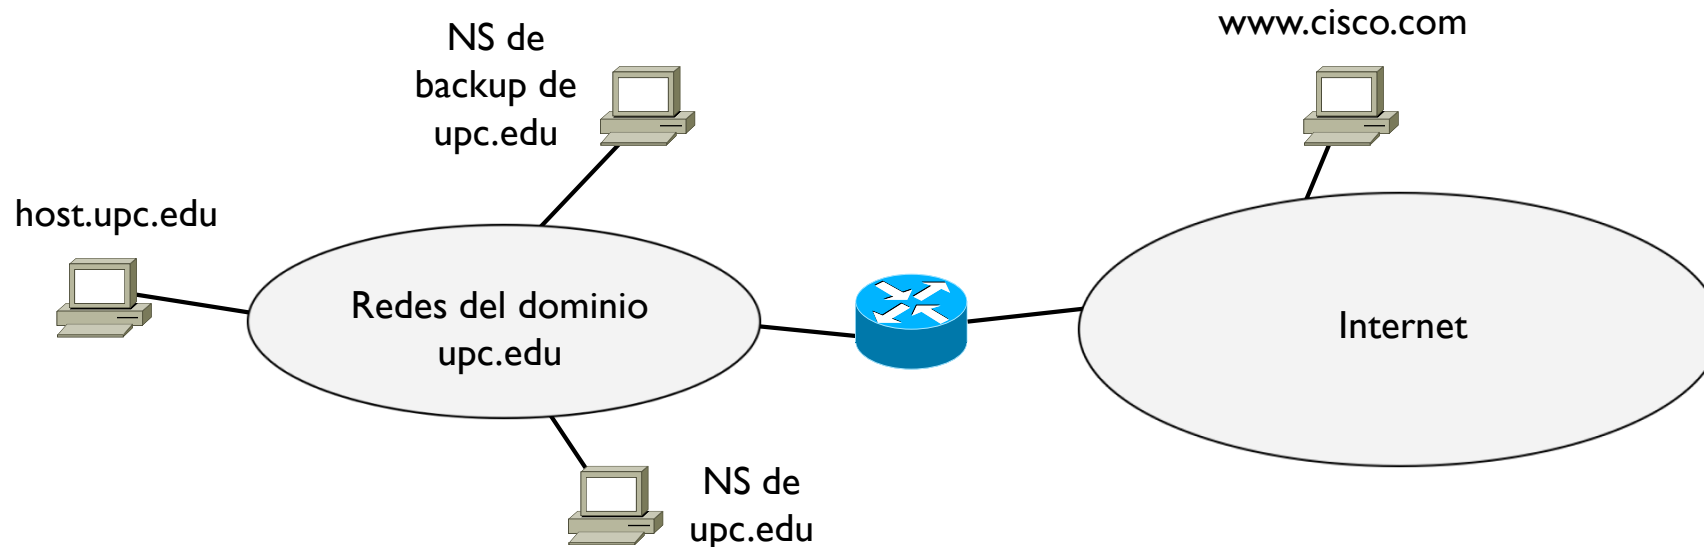 NS de
backup de
upc.edu
www.cisco.com
host.upc.edu
Redes del dominio
upc.edu
Internet
NS de
upc.edu